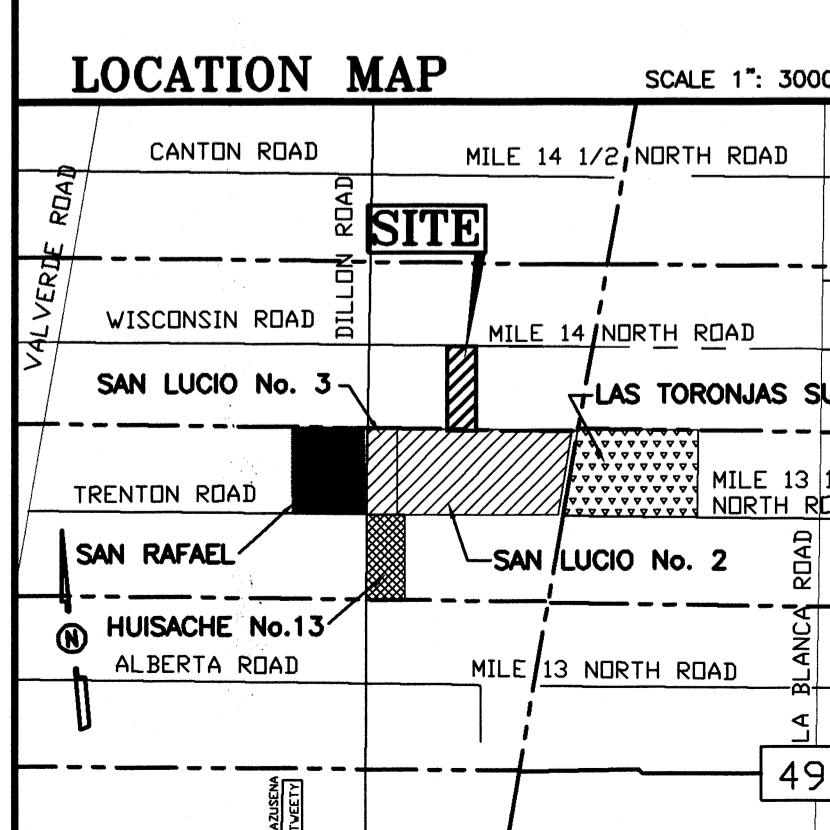 LOCATION MAP
SCALE 1": 3000
CANTON ROAD
MILE 14 1/2 NORTH ROAD
VALVERDE ROAD
DILLON ROAD
SITE
WISCONSIN ROAD
MILE 14 NORTH ROAD
SAN LUCIO No. 3
LAS TORONJAS SU
TRENTON ROAD
MILE 13 1
NORTH RO
SAN RAFAEL
SAN LUCIO No. 2
LA BLANCA ROAD
N
HUISACHE No.13
ALBERTA ROAD
MILE 13 NORTH ROAD
49
AZUSENA
TWEETY